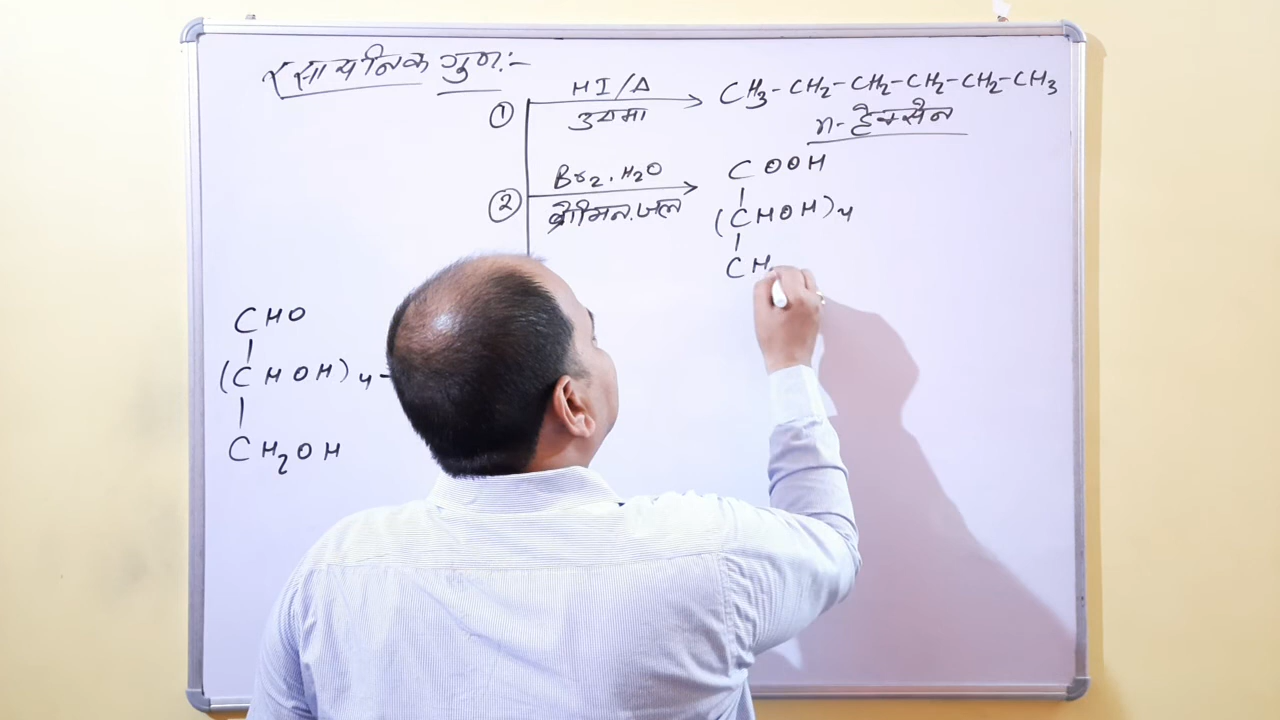 रसायनिक गुण:-
① HI/Δ
उष्मा
CH3-CH2-CH2-CH2-CH2-CH3
n-हैक्सेन
② Br2.H2O
ब्रोमिन.जल
COOH
|
(CHOH)4
|
CH
CHO
|
(CHOH)4-
|
CH2OH